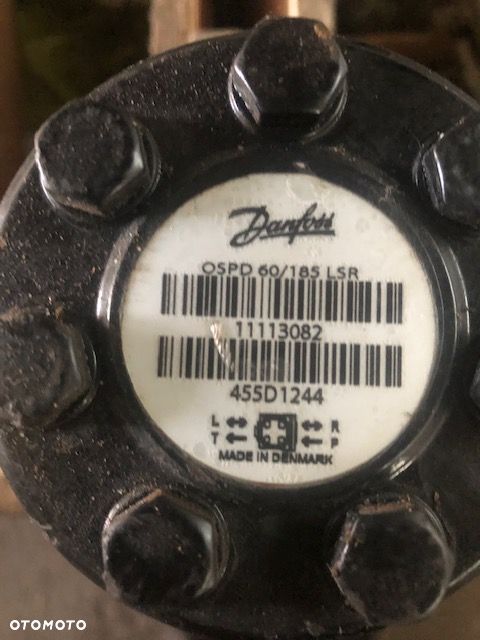 Danfoss
OSPD 60/185 LSR
11113082
455D1244
L R
T P
MADE IN DENMARK
OTOMOTO